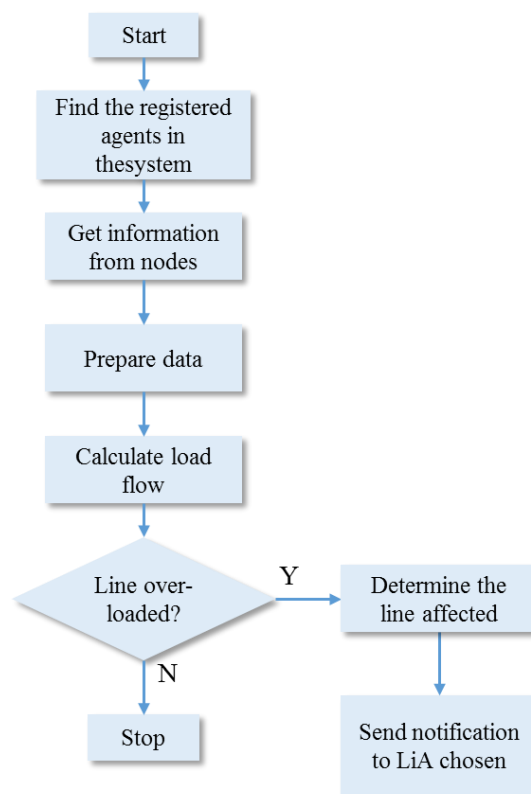 Start
Find the registered
agents in
thesystem
Get information
from nodes
Prepare data
Calculate load
flow
Line over-
loaded?
Y
Determine the
line affected
N
Stop
Send notification
to LiA chosen